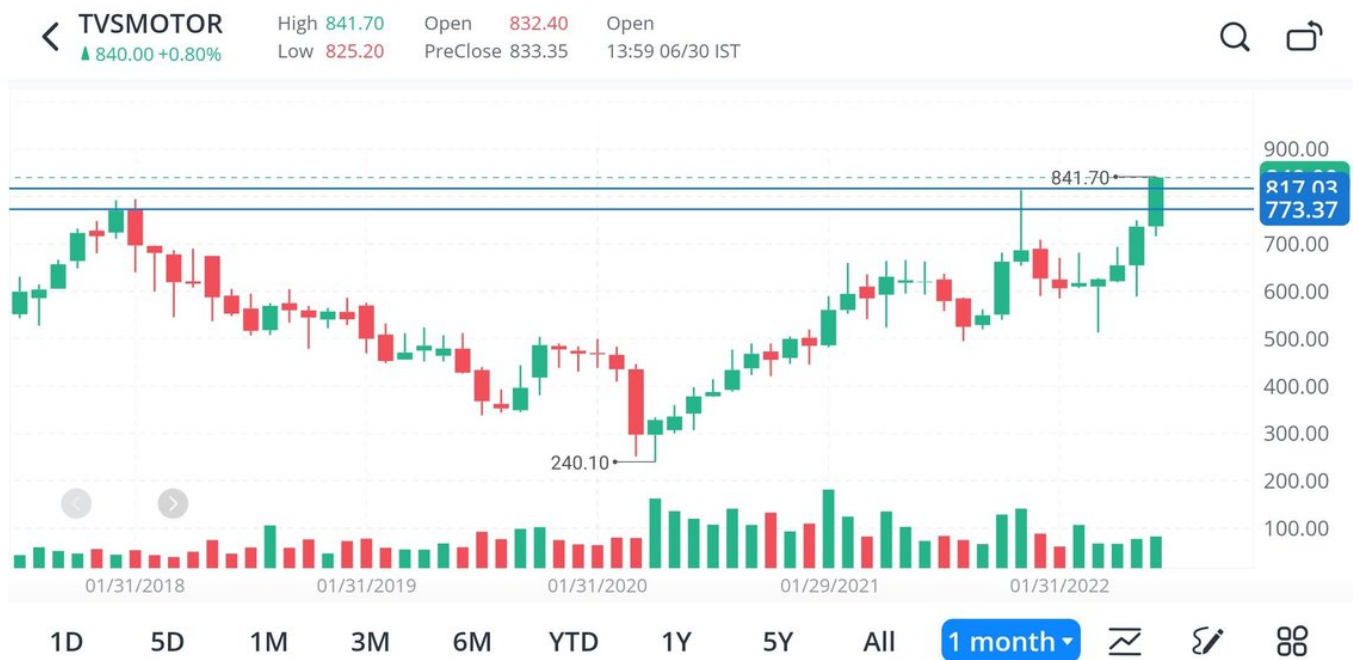 TVSMOTOR
840.00 +0.80%
High 841.70
Low 825.20
Open 832.40
PreClose 833.35
Open
13:59 06/30 IST
900.00
841.70
817.03
773.37
700.00
600.00
500.00
400.00
300.00
240.10
200.00
100.00
01/31/2018 01/31/2019 01/31/2020 01/29/2021 01/31/2022
1D 5D 1M 3M 6M YTD 1Y 5Y All 1 month